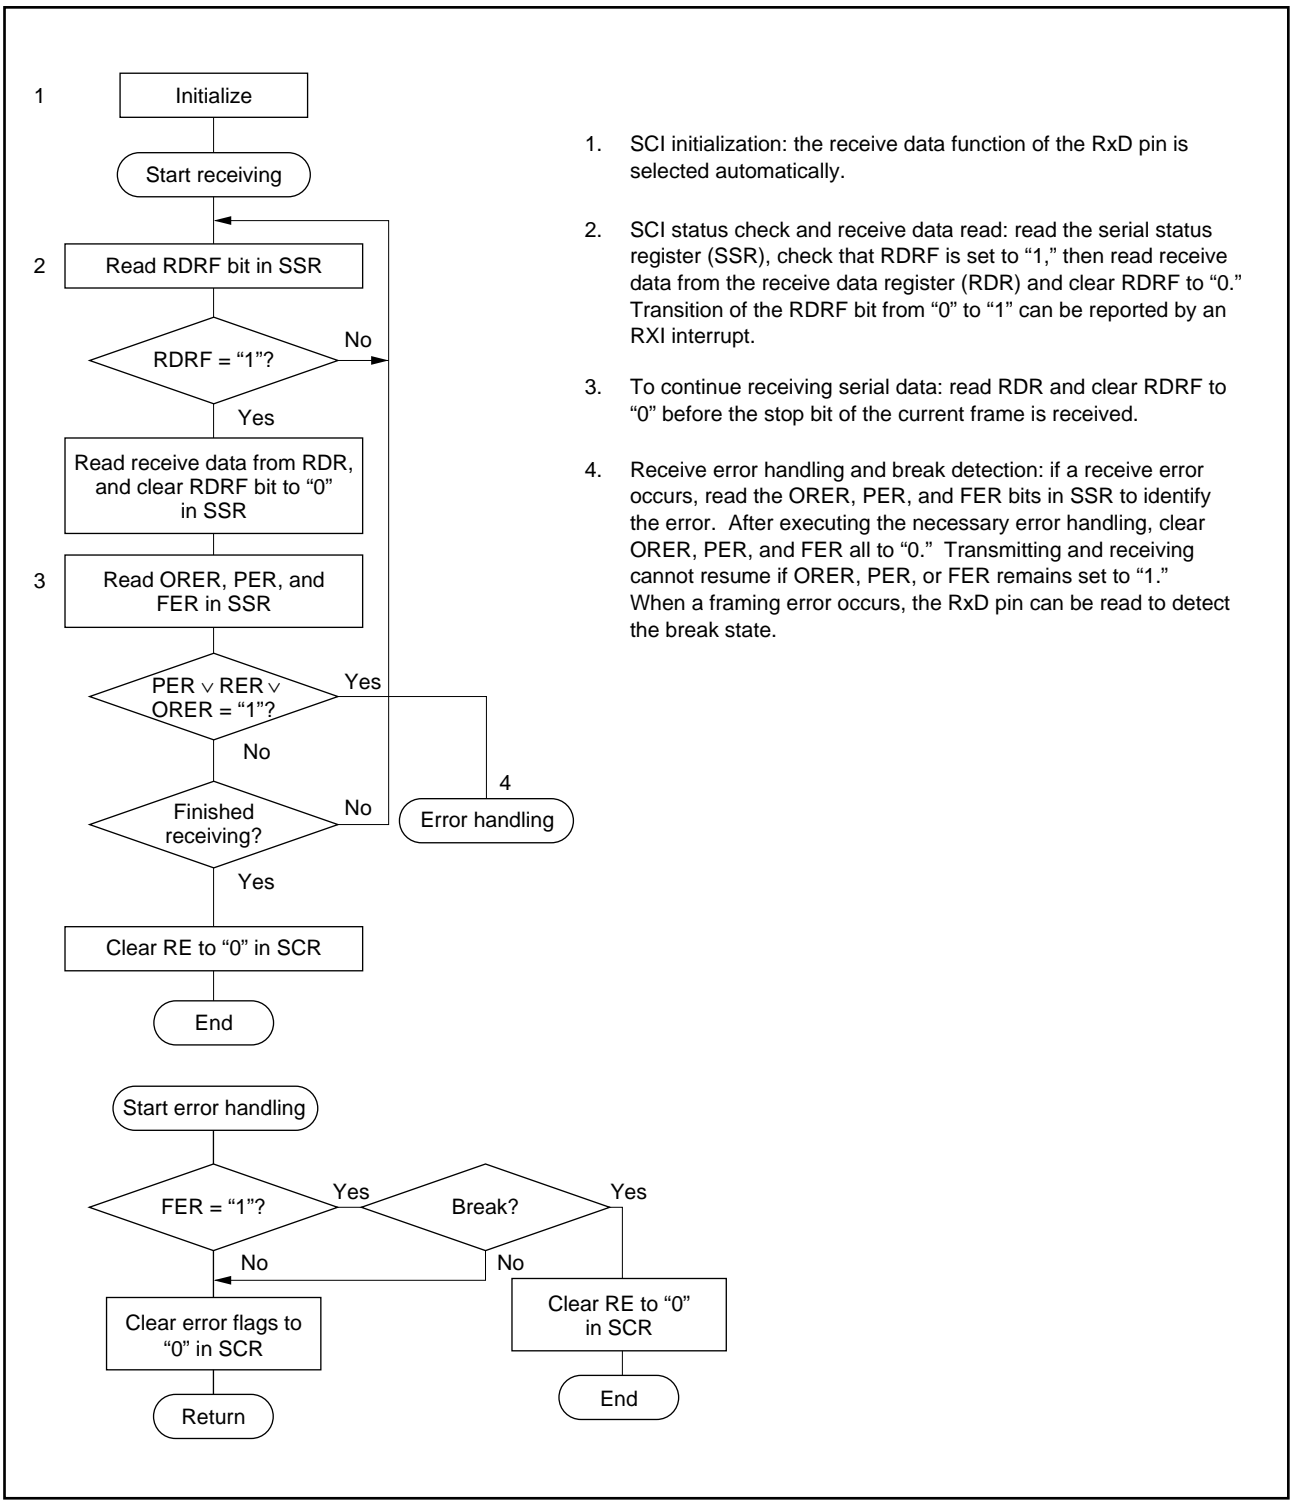 1
Initialize
Start receiving
2
Read RDRF bit in SSR
RDRF = “1”?
No
Yes
Read receive data from RDR,
and clear RDRF bit to “0”
in SSR
3
Read ORER, PER, and
FER in SSR
PER ∨ RER ∨
ORER = “1”?
Yes
No
4
Error handling
Finished
receiving?
No
Yes
Clear RE to “0” in SCR
End
1. SCI initialization: the receive data function of the RxD pin is
selected automatically.
2. SCI status check and receive data read: read the serial status
register (SSR), check that RDRF is set to “1,” then read receive
data from the receive data register (RDR) and clear RDRF to “0.”
Transition of the RDRF bit from “0” to “1” can be reported by an
RXI interrupt.
3. To continue receiving serial data: read RDR and clear RDRF to
“0” before the stop bit of the current frame is received.
4. Receive error handling and break detection: if a receive error
occurs, read the ORER, PER, and FER bits in SSR to identify
the error. After executing the necessary error handling, clear
ORER, PER, and FER all to “0.” Transmitting and receiving
cannot resume if ORER, PER, or FER remains set to “1.”
When a framing error occurs, the RxD pin can be read to detect
the break state.
Start error handling
FER = “1”?
Yes
Break?
Yes
No
No
Clear error flags to
“0” in SCR
Return
Clear RE to “0”
in SCR
End